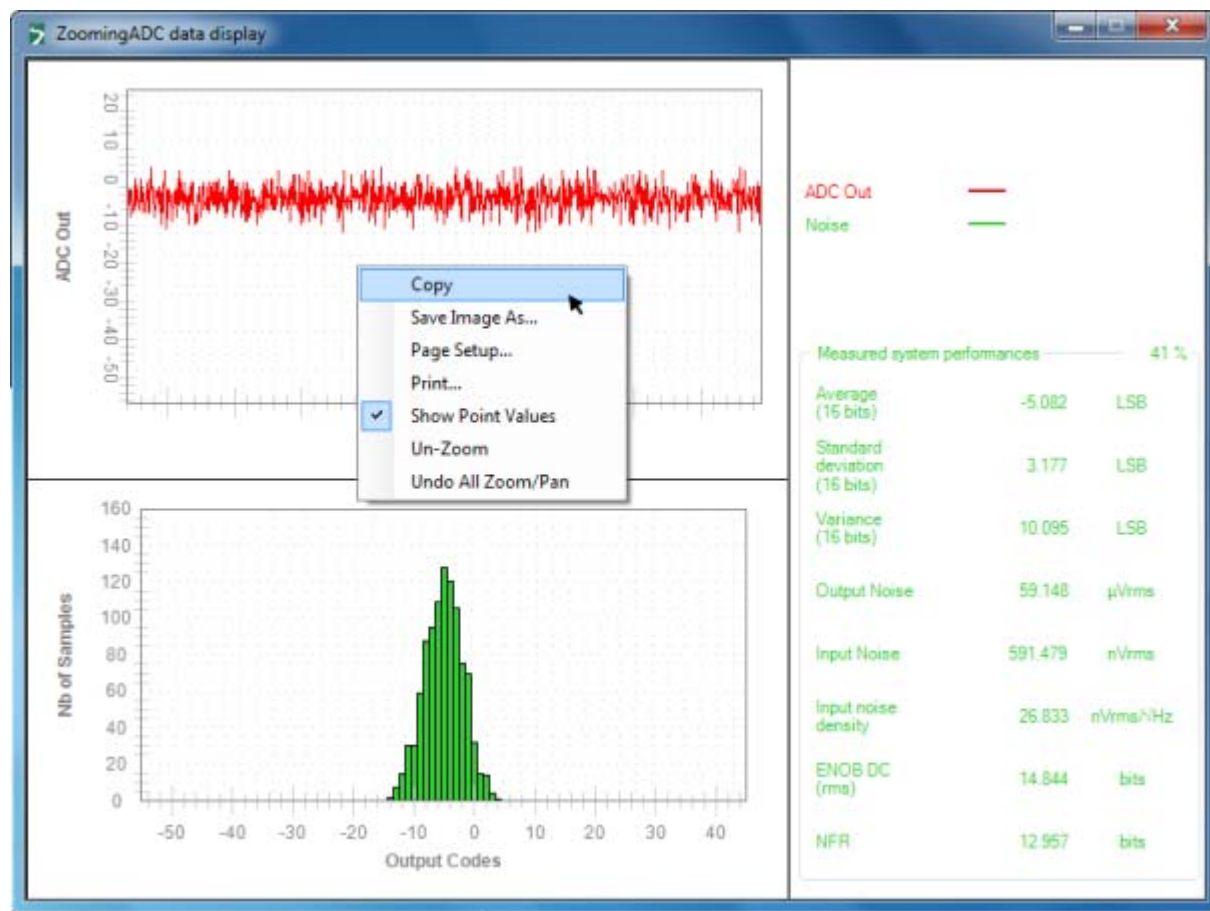 ZoomingADC data display
20
10
0
-10
-20
-30
-40
-50
ADC Out
Copy
Save Image As...
Page Setup...
Print...
Show Point Values
Un-Zoom
Undo All Zoom/Pan
160
140
120
100
80
60
40
20
0
Nb of Samples
-50 -40 -30 -20 -10 0 10 20 30 40
Output Codes
ADC Out
Noise
Measured system performances 41 %
Average
(16 bits) -5.082 LSB
Standard
deviation
(16 bits) 3.177 LSB
Variance
(16 bits) 10.095 LSB
Output Noise 59.148 µVrms
Input Noise 591.479 nVrms
Input noise
density 26.833 nVrms/√Hz
ENOB DC
(rms) 14.844 bits
NFR 12.957 bits